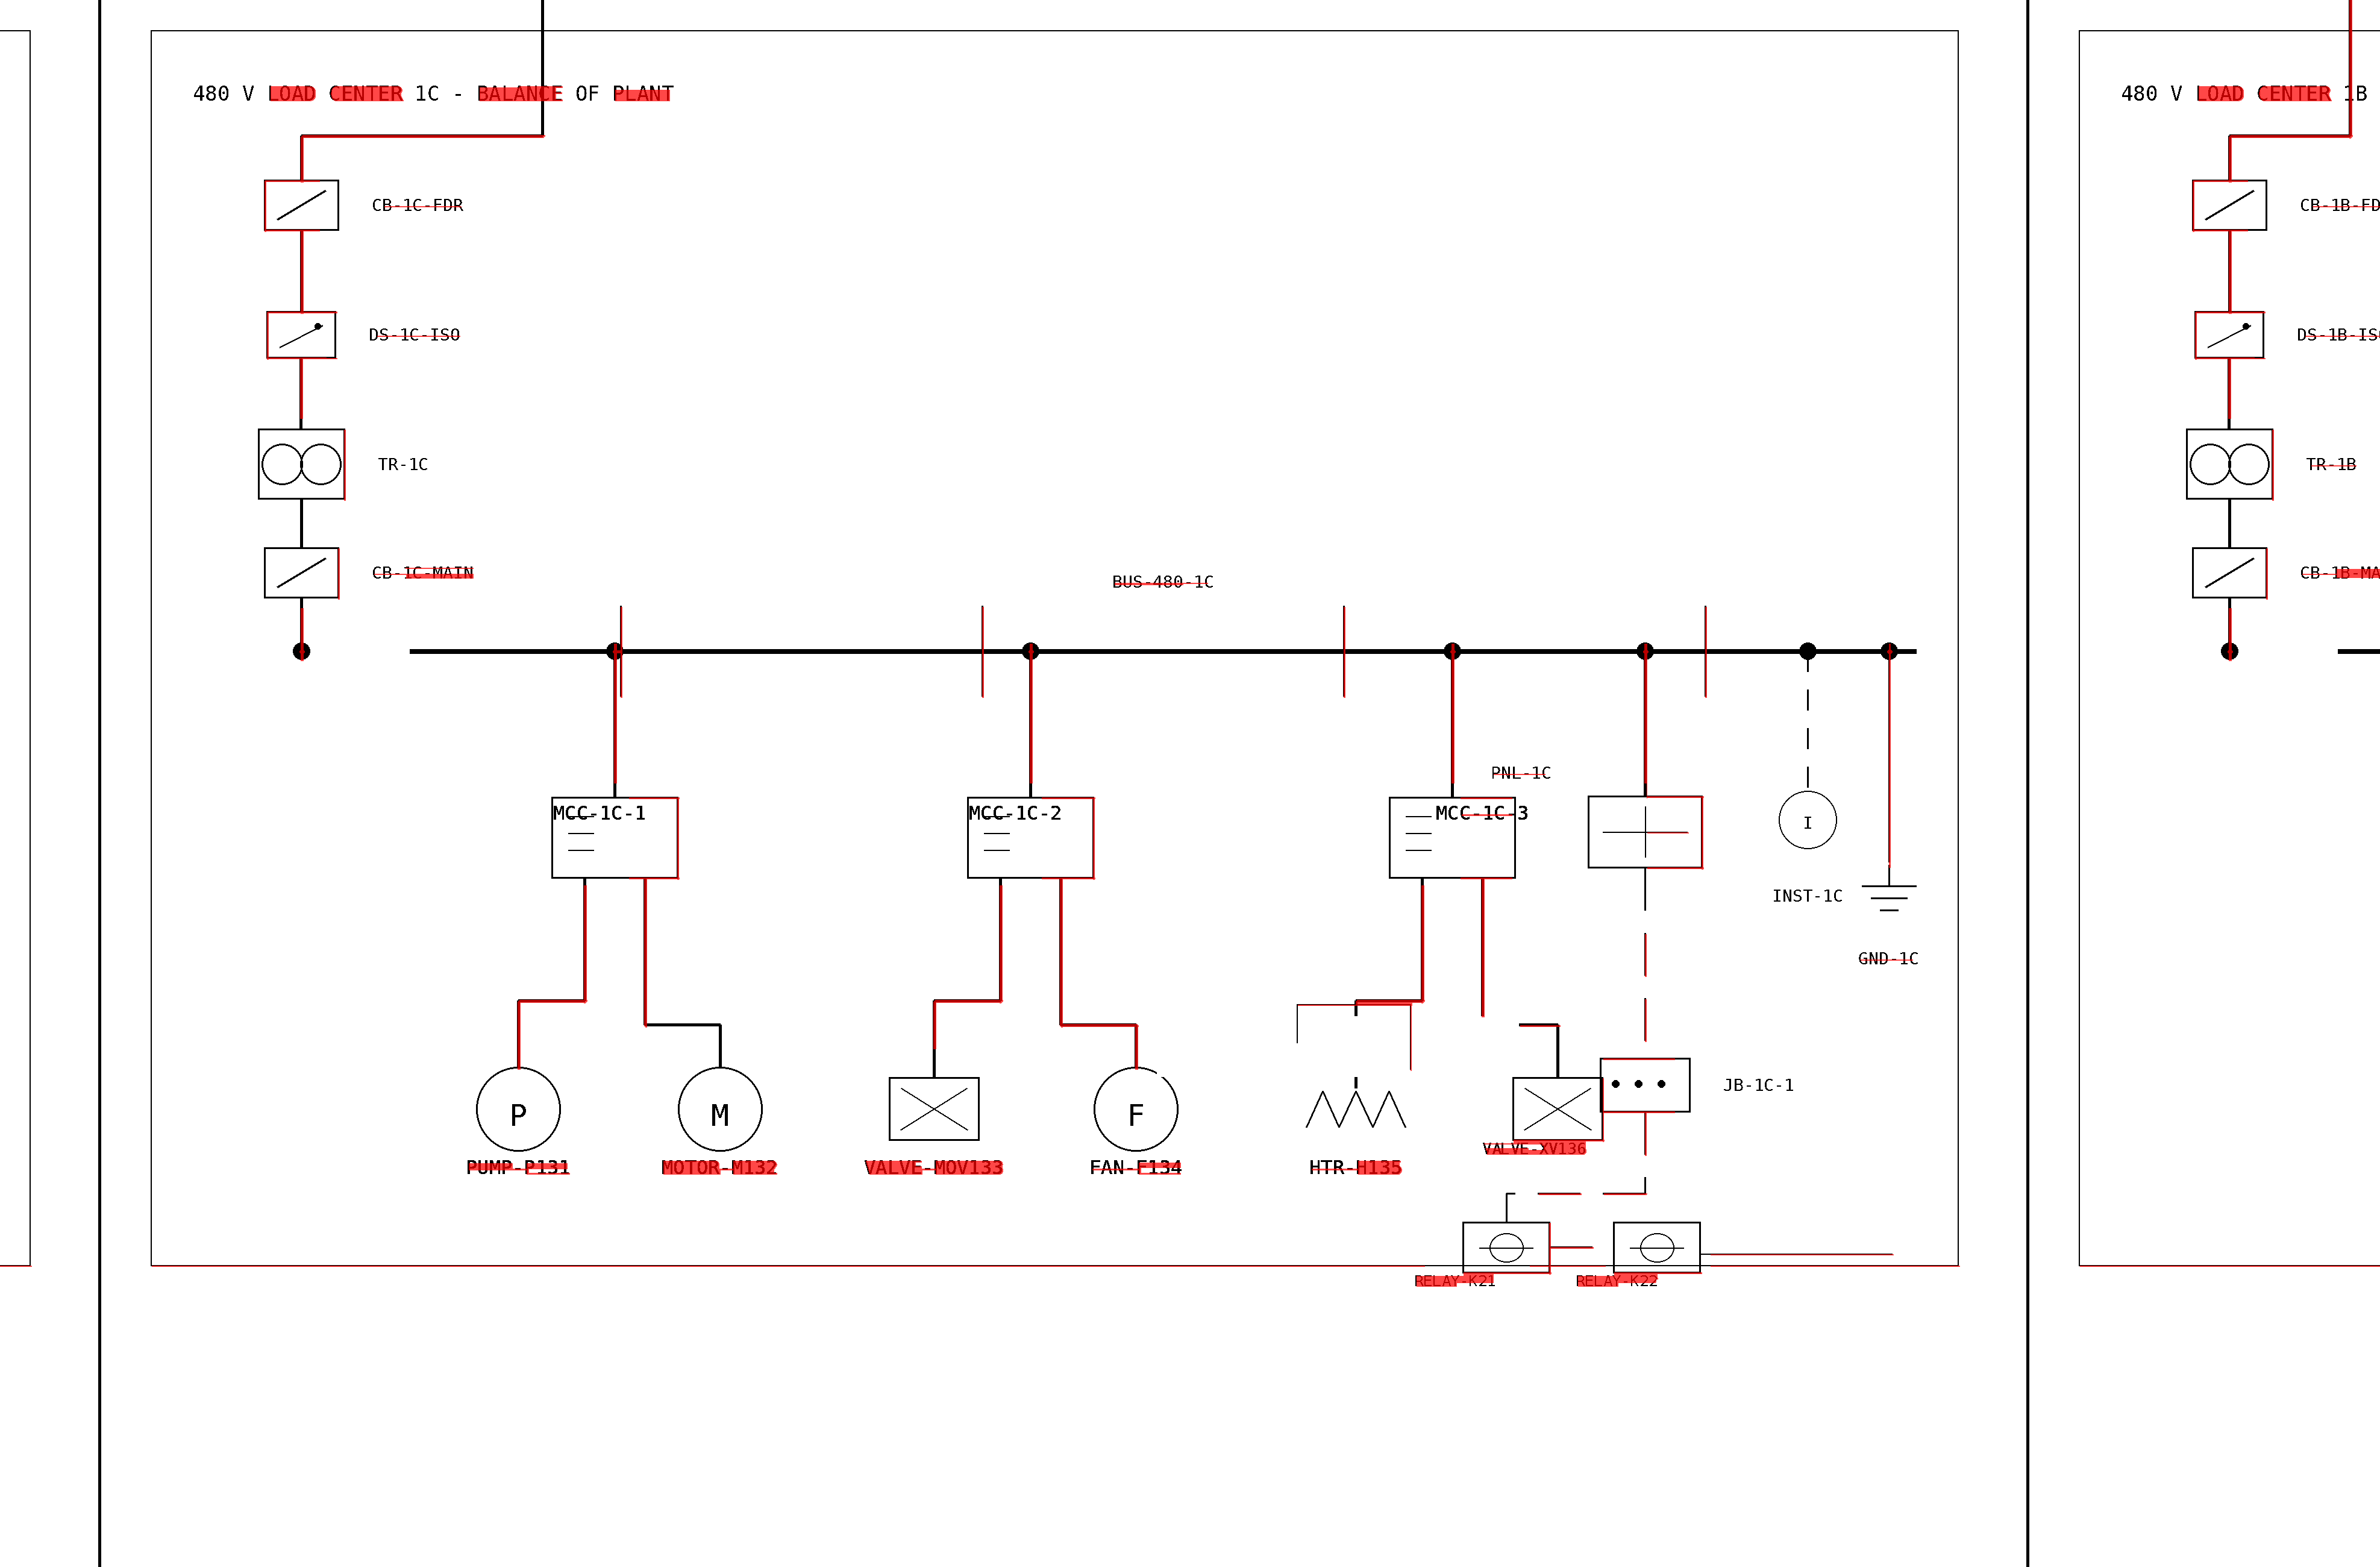 480 V LOAD CENTER 1C - BALANCE OF PLANT
480 V LOAD CENTER 1B
CB-1C-FDR
CB-1B-FD
DS-1C-ISO
DS-1B-ISO
TR-1C
TR-1B
CB-1C-MAIN
CB-1B-MA
BUS-480-1C
PNL-1C
MCC-1C-1
MCC-1C-2
MCC-1C-3
I
INST-1C
GND-1C
JB-1C-1
P
M
F
VALVE-XV136
PUMP-P131
MOTOR-M132
VALVE-MOV133
FAN-F134
HTR-H135
RELAY-K21
RELAY-K22